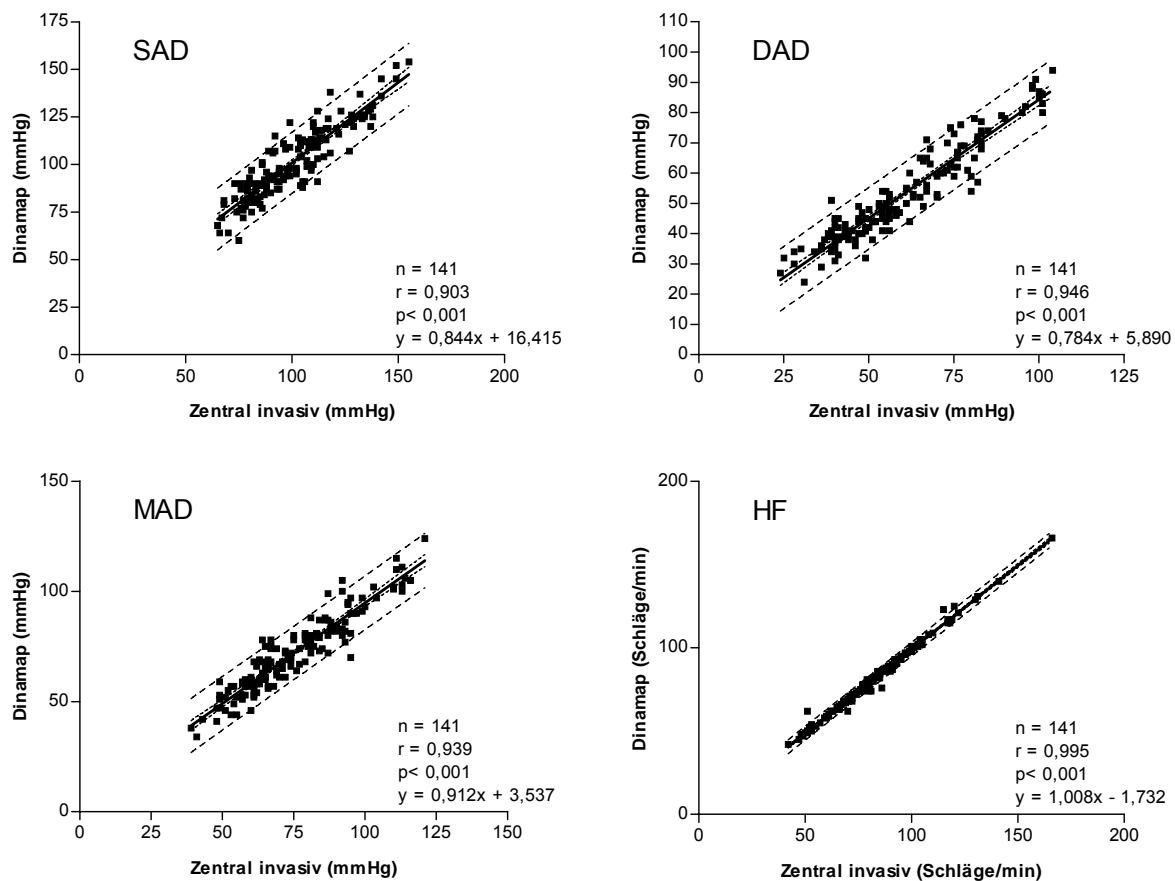 SAD
175
150
125
100
75
50
25
0
Dinamap (mmHg)
n = 141
r = 0,903
p< 0,001
y = 0,844x + 16,415
0 50 100 150 200
Zentral invasiv (mmHg)
DAD
110
100
90
80
70
60
50
40
30
20
10
0
Dinamap (mmHg)
n = 141
r = 0,946
p< 0,001
y = 0,784x + 5,890
0 25 50 75 100 125
Zentral invasiv (mmHg)
MAD
150
100
50
0
Dinamap (mmHg)
n = 141
r = 0,939
p< 0,001
y = 0,912x + 3,537
0 25 50 75 100 125 150
Zentral invasiv (mmHg)
HF
200
100
0
Dinamap (Schläge/min)
n = 141
r = 0,995
p< 0,001
y = 1,008x - 1,732
0 50 100 150 200
Zentral invasiv (Schläge/min)